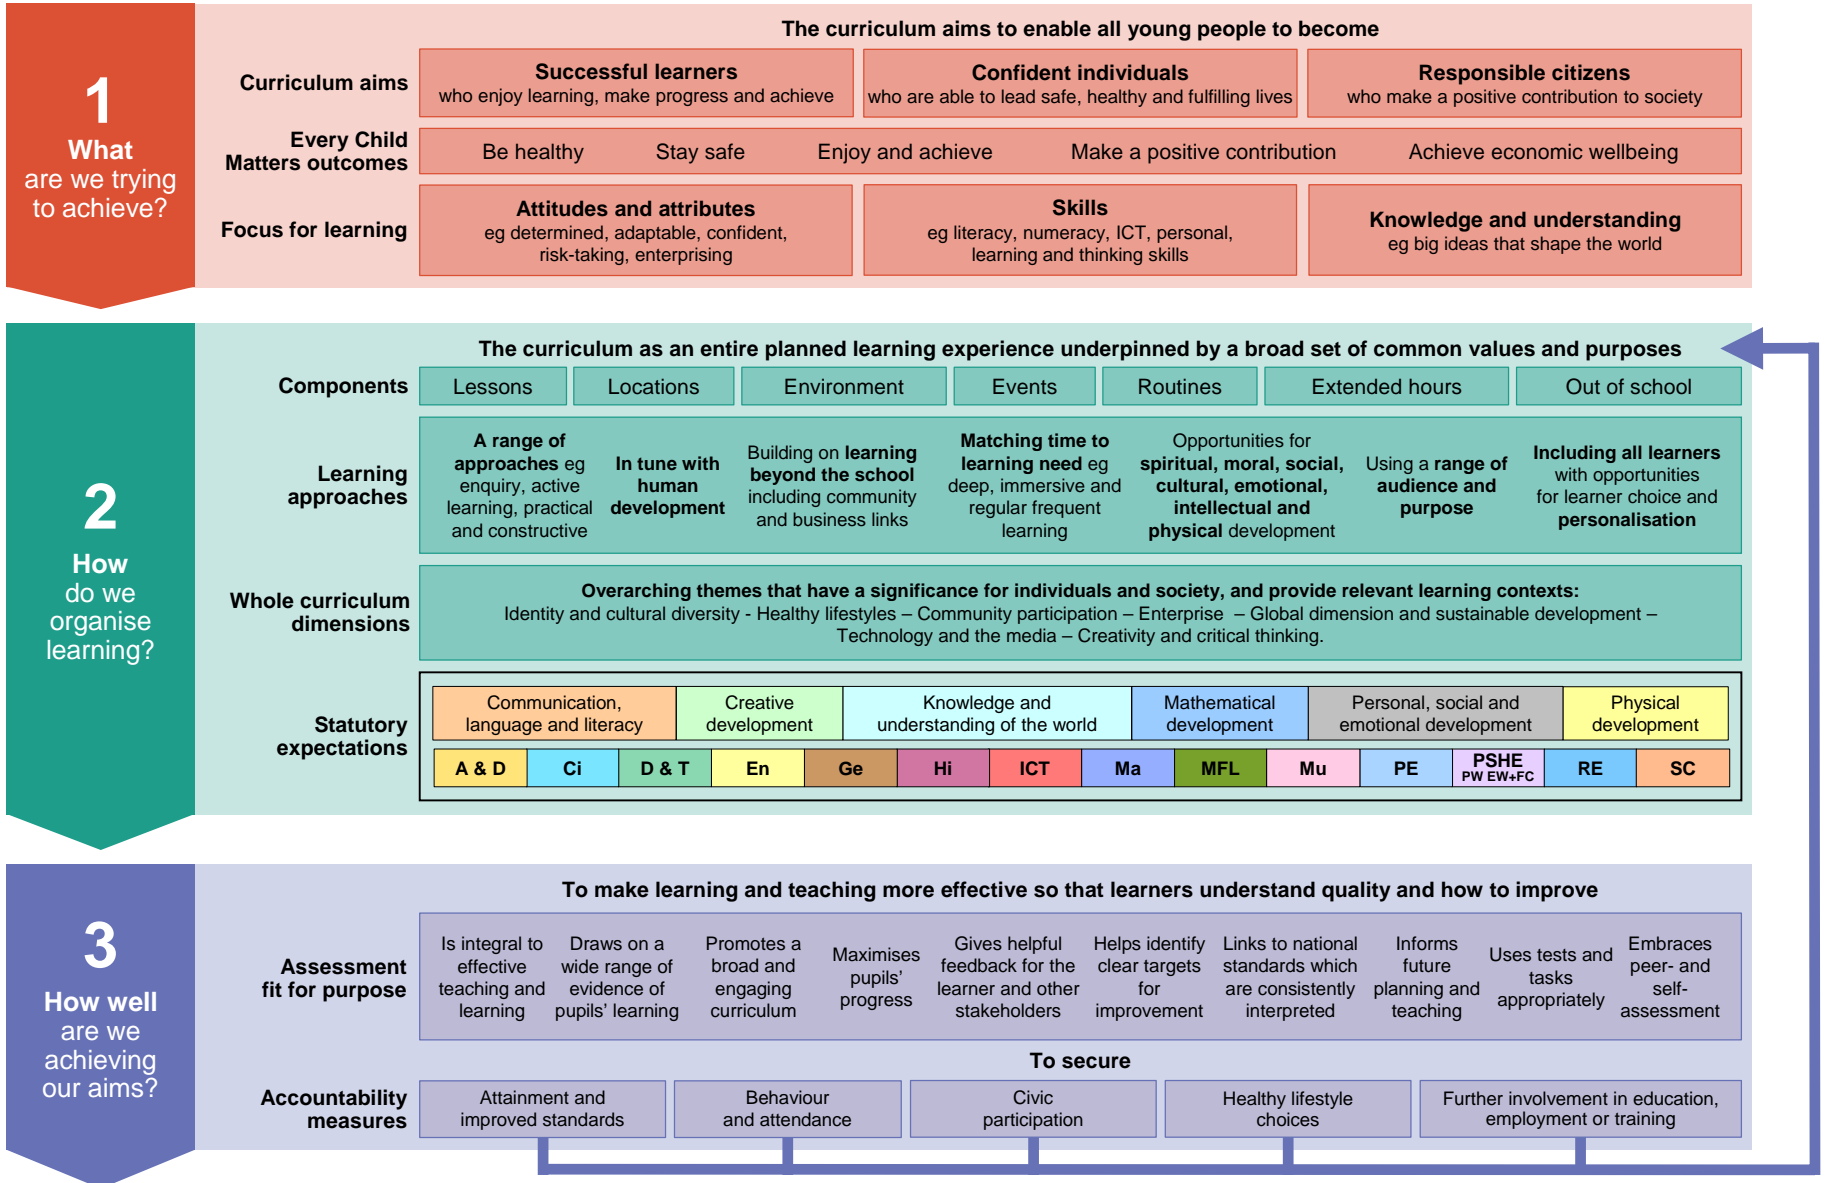 1
What
are we trying
to achieve?
The curriculum aims to enable all young people to become
Curriculum aims
Successful learners
who enjoy learning, make progress and achieve
Confident individuals
who are able to lead safe, healthy and fulfilling lives
Responsible citizens
who make a positive contribution to society
Every Child
Matters outcomes
Be healthy
Stay safe
Enjoy and achieve
Make a positive contribution
Achieve economic wellbeing
Focus for learning
Attitudes and attributes
eg determined, adaptable, confident,
risk-taking, enterprising
Skills
eg literacy, numeracy, ICT, personal,
learning and thinking skills
Knowledge and understanding
eg big ideas that shape the world
2
How
do we
organise
learning?
The curriculum as an entire planned learning experience underpinned by a broad set of common values and purposes
Components
Lessons
Locations
Environment
Events
Routines
Extended hours
Out of school
Learning
approaches
A range of
approaches eg
enquiry, active
learning, practical
and constructive
In tune with
human
development
Building on learning
beyond the school
including community
and business links
Matching time to
learning need eg
deep, immersive and
regular frequent
learning
Opportunities for
spiritual, moral, social,
cultural, emotional,
intellectual and
physical development
Using a range of
audience and
purpose
Including all learners
with opportunities
for learner choice and
personalisation
Whole curriculum
dimensions
Overarching themes that have a significance for individuals and society, and provide relevant learning contexts:
Identity and cultural diversity - Healthy lifestyles – Community participation – Enterprise – Global dimension and sustainable development –
Technology and the media – Creativity and critical thinking.
Statutory
expectations
Communication,
language and literacy
Creative
development
Knowledge and
understanding of the world
Mathematical
development
Personal, social and
emotional development
Physical
development
A & D
Ci
D & T
En
Ge
Hi
ICT
Ma
MFL
Mu
PE
PSHE
PW EW+FC
RE
SC
3
How well
are we
achieving
our aims?
To make learning and teaching more effective so that learners understand quality and how to improve
Assessment
fit for purpose
Is integral to
effective
teaching and
learning
Draws on a
wide range of
evidence of
pupils’ learning
Promotes a
broad and
engaging
curriculum
Maximises
pupils’
progress
Gives helpful
feedback for the
learner and other
stakeholders
Helps identify
clear targets
for
improvement
Links to national
standards which
are consistently
interpreted
Informs
future
planning and
teaching
Uses tests and
tasks
appropriately
Embraces
peer- and
self-
assessment
To secure
Accountability
measures
Attainment and
improved standards
Behaviour
and attendance
Civic
participation
Healthy lifestyle
choices
Further involvement in education,
employment or training